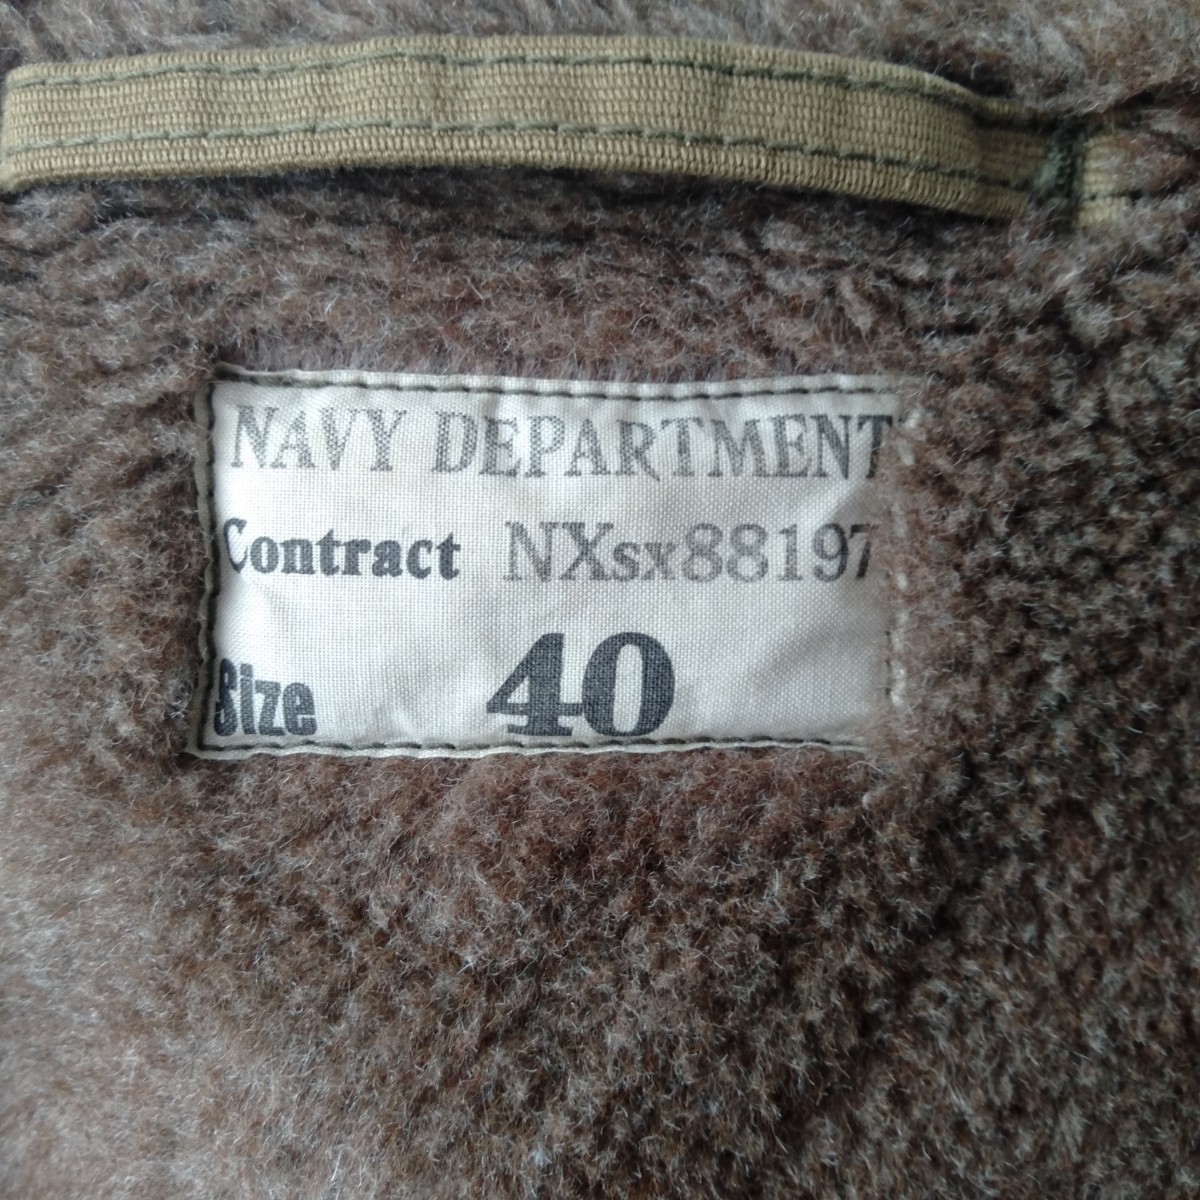 NAVY DEPARTMENT
Contract NXsx88197
Size 40